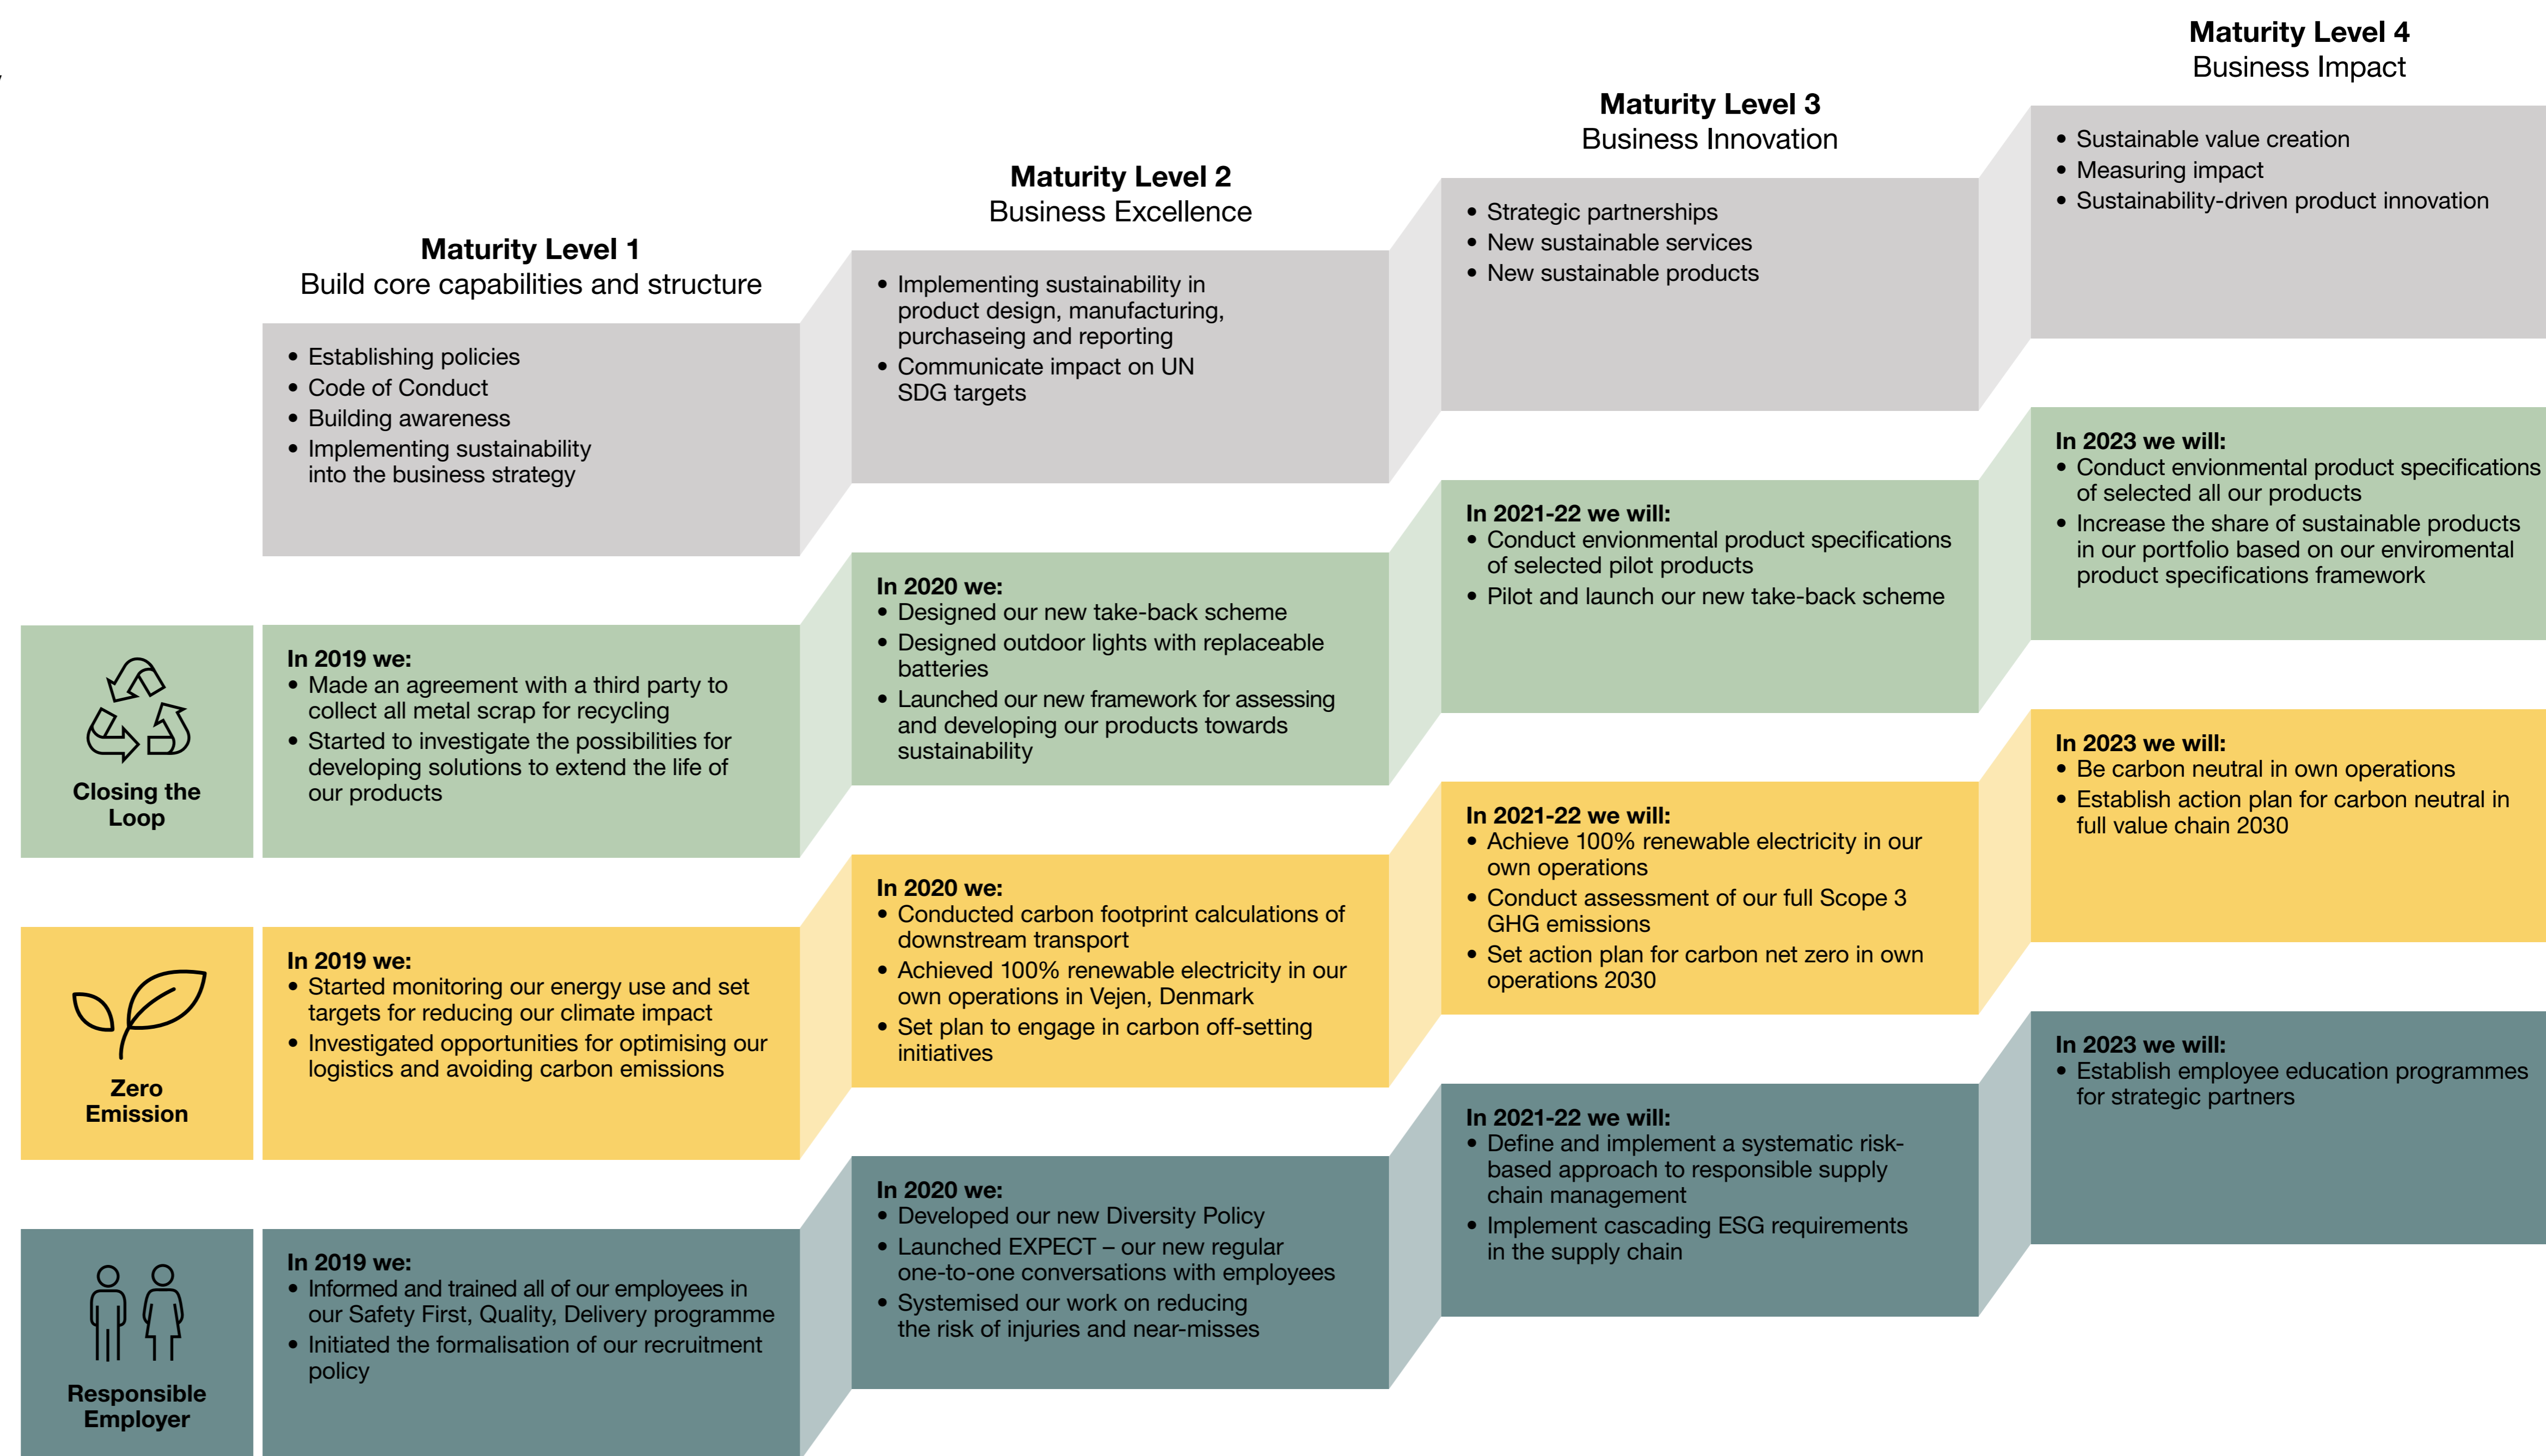 Maturity Level 1
Build core capabilities and structure
• Establishing policies
• Code of Conduct
• Building awareness
• Implementing sustainability
into the business strategy
Maturity Level 2
Business Excellence
• Implementing sustainability in
product design, manufacturing,
purchaseing and reporting
• Communicate impact on UN
SDG targets
Maturity Level 3
Business Innovation
• Strategic partnerships
• New sustainable services
• New sustainable products
Maturity Level 4
Business Impact
• Sustainable value creation
• Measuring impact
• Sustainability-driven product innovation
Closing the
Loop
In 2019 we:
• Made an agreement with a third party to
collect all metal scrap for recycling
• Started to investigate the possibilities for
developing solutions to extend the life of
our products
In 2020 we:
• Designed our new take-back scheme
• Designed outdoor lights with replaceable
batteries
• Launched our new framework for assessing
and developing our products towards
sustainability
In 2021-22 we will:
• Conduct envionmental product specifications
of selected pilot products
• Pilot and launch our new take-back scheme
In 2023 we will:
• Conduct envionmental product specifications
of selected all our products
• Increase the share of sustainable products
in our portfolio based on our enviromental
product specifications framework
Zero
Emission
In 2019 we:
• Started monitoring our energy use and set
targets for reducing our climate impact
• Investigated opportunities for optimising our
logistics and avoiding carbon emissions
In 2020 we:
• Conducted carbon footprint calculations of
downstream transport
• Achieved 100% renewable electricity in our
own operations in Vejen, Denmark
• Set plan to engage in carbon off-setting
initiatives
In 2021-22 we will:
• Achieve 100% renewable electricity in our
own operations
• Conduct assessment of our full Scope 3
GHG emissions
• Set action plan for carbon net zero in own
operations 2030
In 2023 we will:
• Be carbon neutral in own operations
• Establish action plan for carbon neutral in
full value chain 2030
Responsible
Employer
In 2019 we:
• Informed and trained all of our employees in
our Safety First, Quality, Delivery programme
• Initiated the formalisation of our recruitment
policy
In 2020 we:
• Developed our new Diversity Policy
• Launched EXPECT – our new regular
one-to-one conversations with employees
• Systemised our work on reducing
the risk of injuries and near-misses
In 2021-22 we will:
• Define and implement a systematic risk-
based approach to responsible supply
chain management
• Implement cascading ESG requirements
in the supply chain
In 2023 we will:
• Establish employee education programmes
for strategic partners